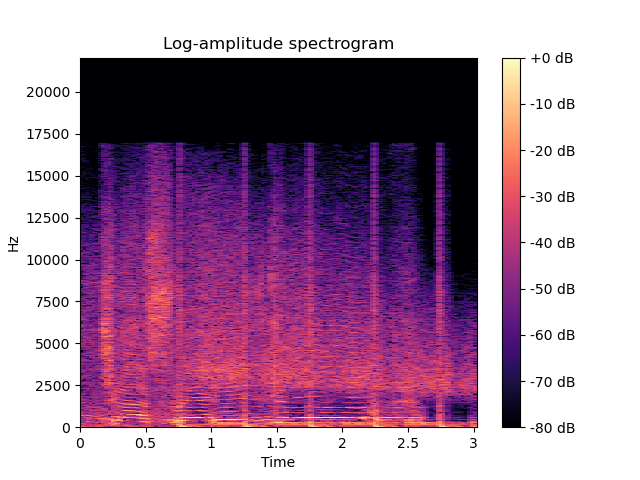 Log-amplitude spectrogram
+0 dB
20000
-10 dB
17500
-20 dB
15000
-30 dB
12500
Hz
-40 dB
10000
-50 dB
7500
-60 dB
5000
-70 dB
2500
0
-80 dB
0 0.5 1 1.5 2 2.5 3
Time